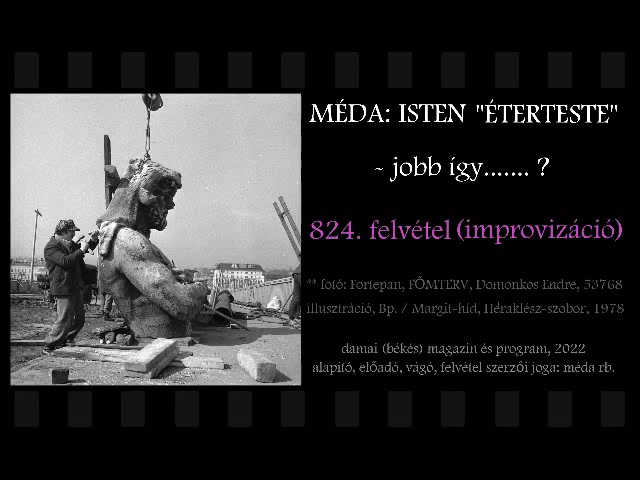 MÉDA: ISTEN "ÉTERTESTE"
- jobb így....... ?
824. felvétel (improvizáció)
** fotó: Fortepan, FŐMTERV, Domonkos Endre, 53768
illusztráció, Bp. / Margit-híd, Héraklész-szobor, 1978
damai (békés) magazin és program, 2022
alapító, előadó, vágó, felvétel szerzői joga: méda rb.